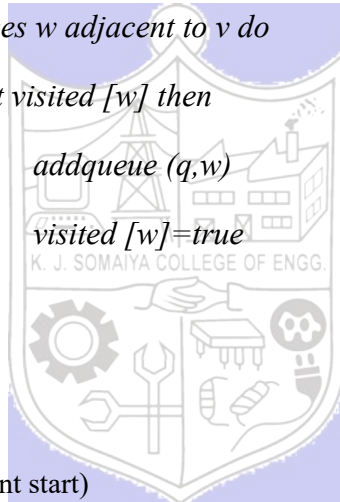 es w adjacent to v do
t visited [w] then
addqueue (q,w)
visited [w]=true
K. J. SOMAIYA COLLEGE OF ENGG.
nt start)